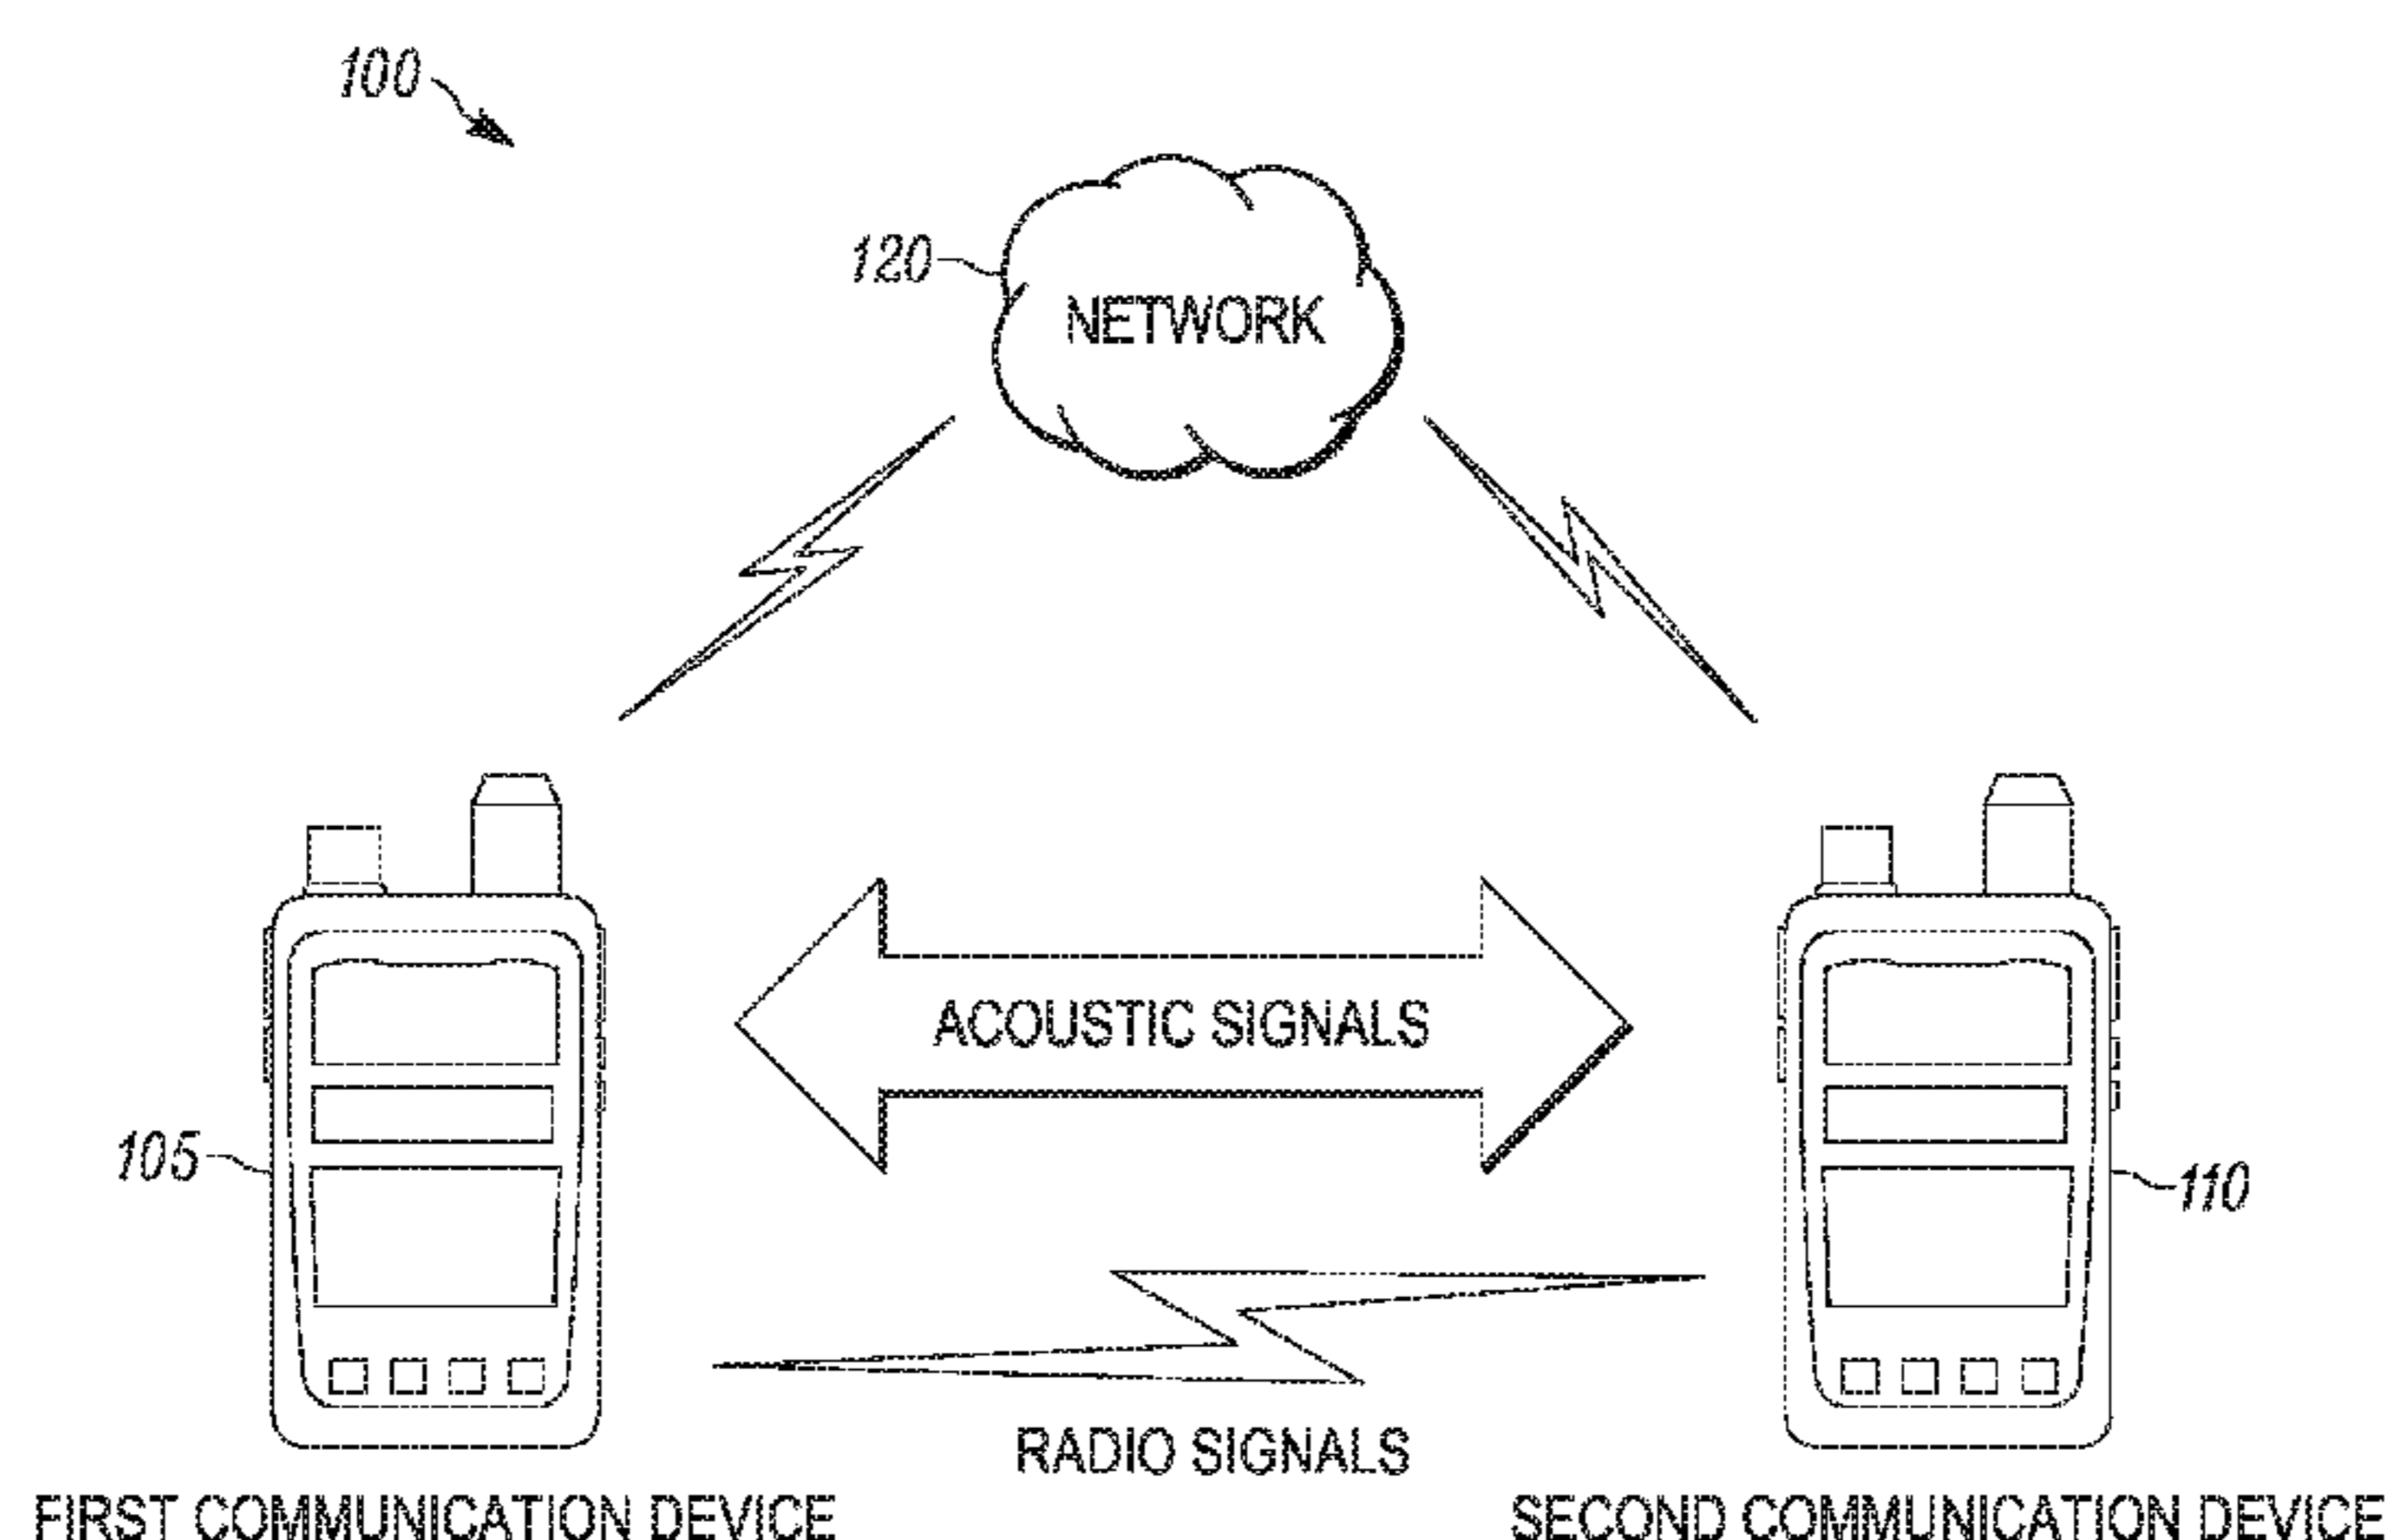 100
120
NETWORK
ACOUSTIC SIGNALS
105
110
RADIO SIGNALS
FIRST COMMUNICATION DEVICE
SECOND COMMUNICATION DEVICE